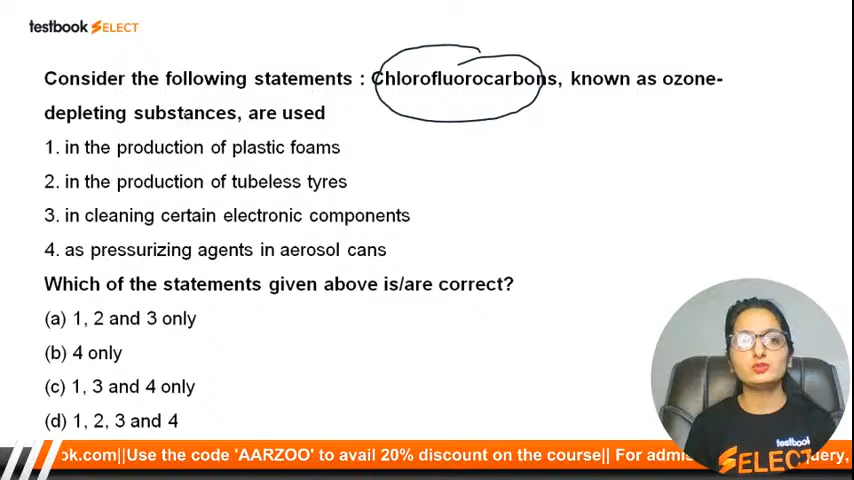 testbook SELECT
Consider the following statements : Chlorofluorocarbons, known as ozone-
depleting substances, are used
1. in the production of plastic foams
2. in the production of tubeless tyres
3. in cleaning certain electronic components
4. as pressurizing agents in aerosol cans
Which of the statements given above is/are correct?
(a) 1, 2 and 3 only
(b) 4 only
(c) 1, 3 and 4 only
(d) 1, 2, 3 and 4
testbook
SELECT
ok.com||Use the code 'AARZOO' to avail 20% discount on the course|| For query,